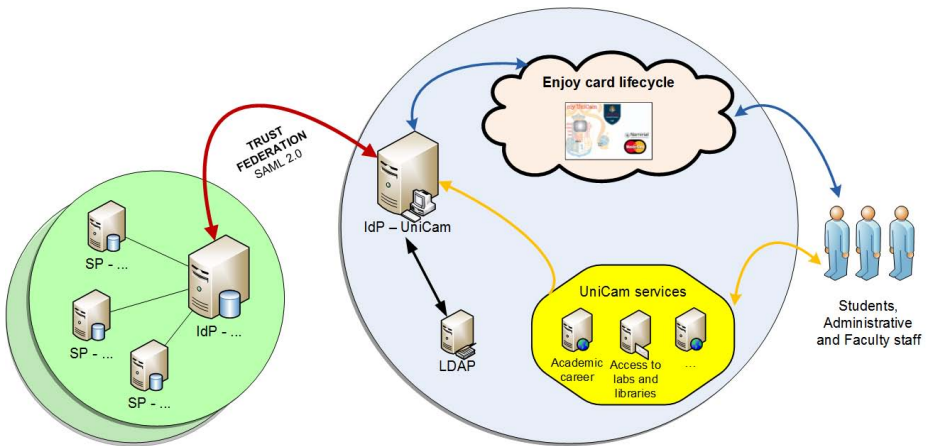 Enjoy card lifecycle
MasterCard
TRUST
FEDERATION
SAML 2.0
IdP – UniCam
SP - ...
SP - ...
SP - ...
IdP - ...
LDAP
UniCam services
Academic
career
Access to
labs and
libraries
...
Students,
Administrative
and Faculty staff